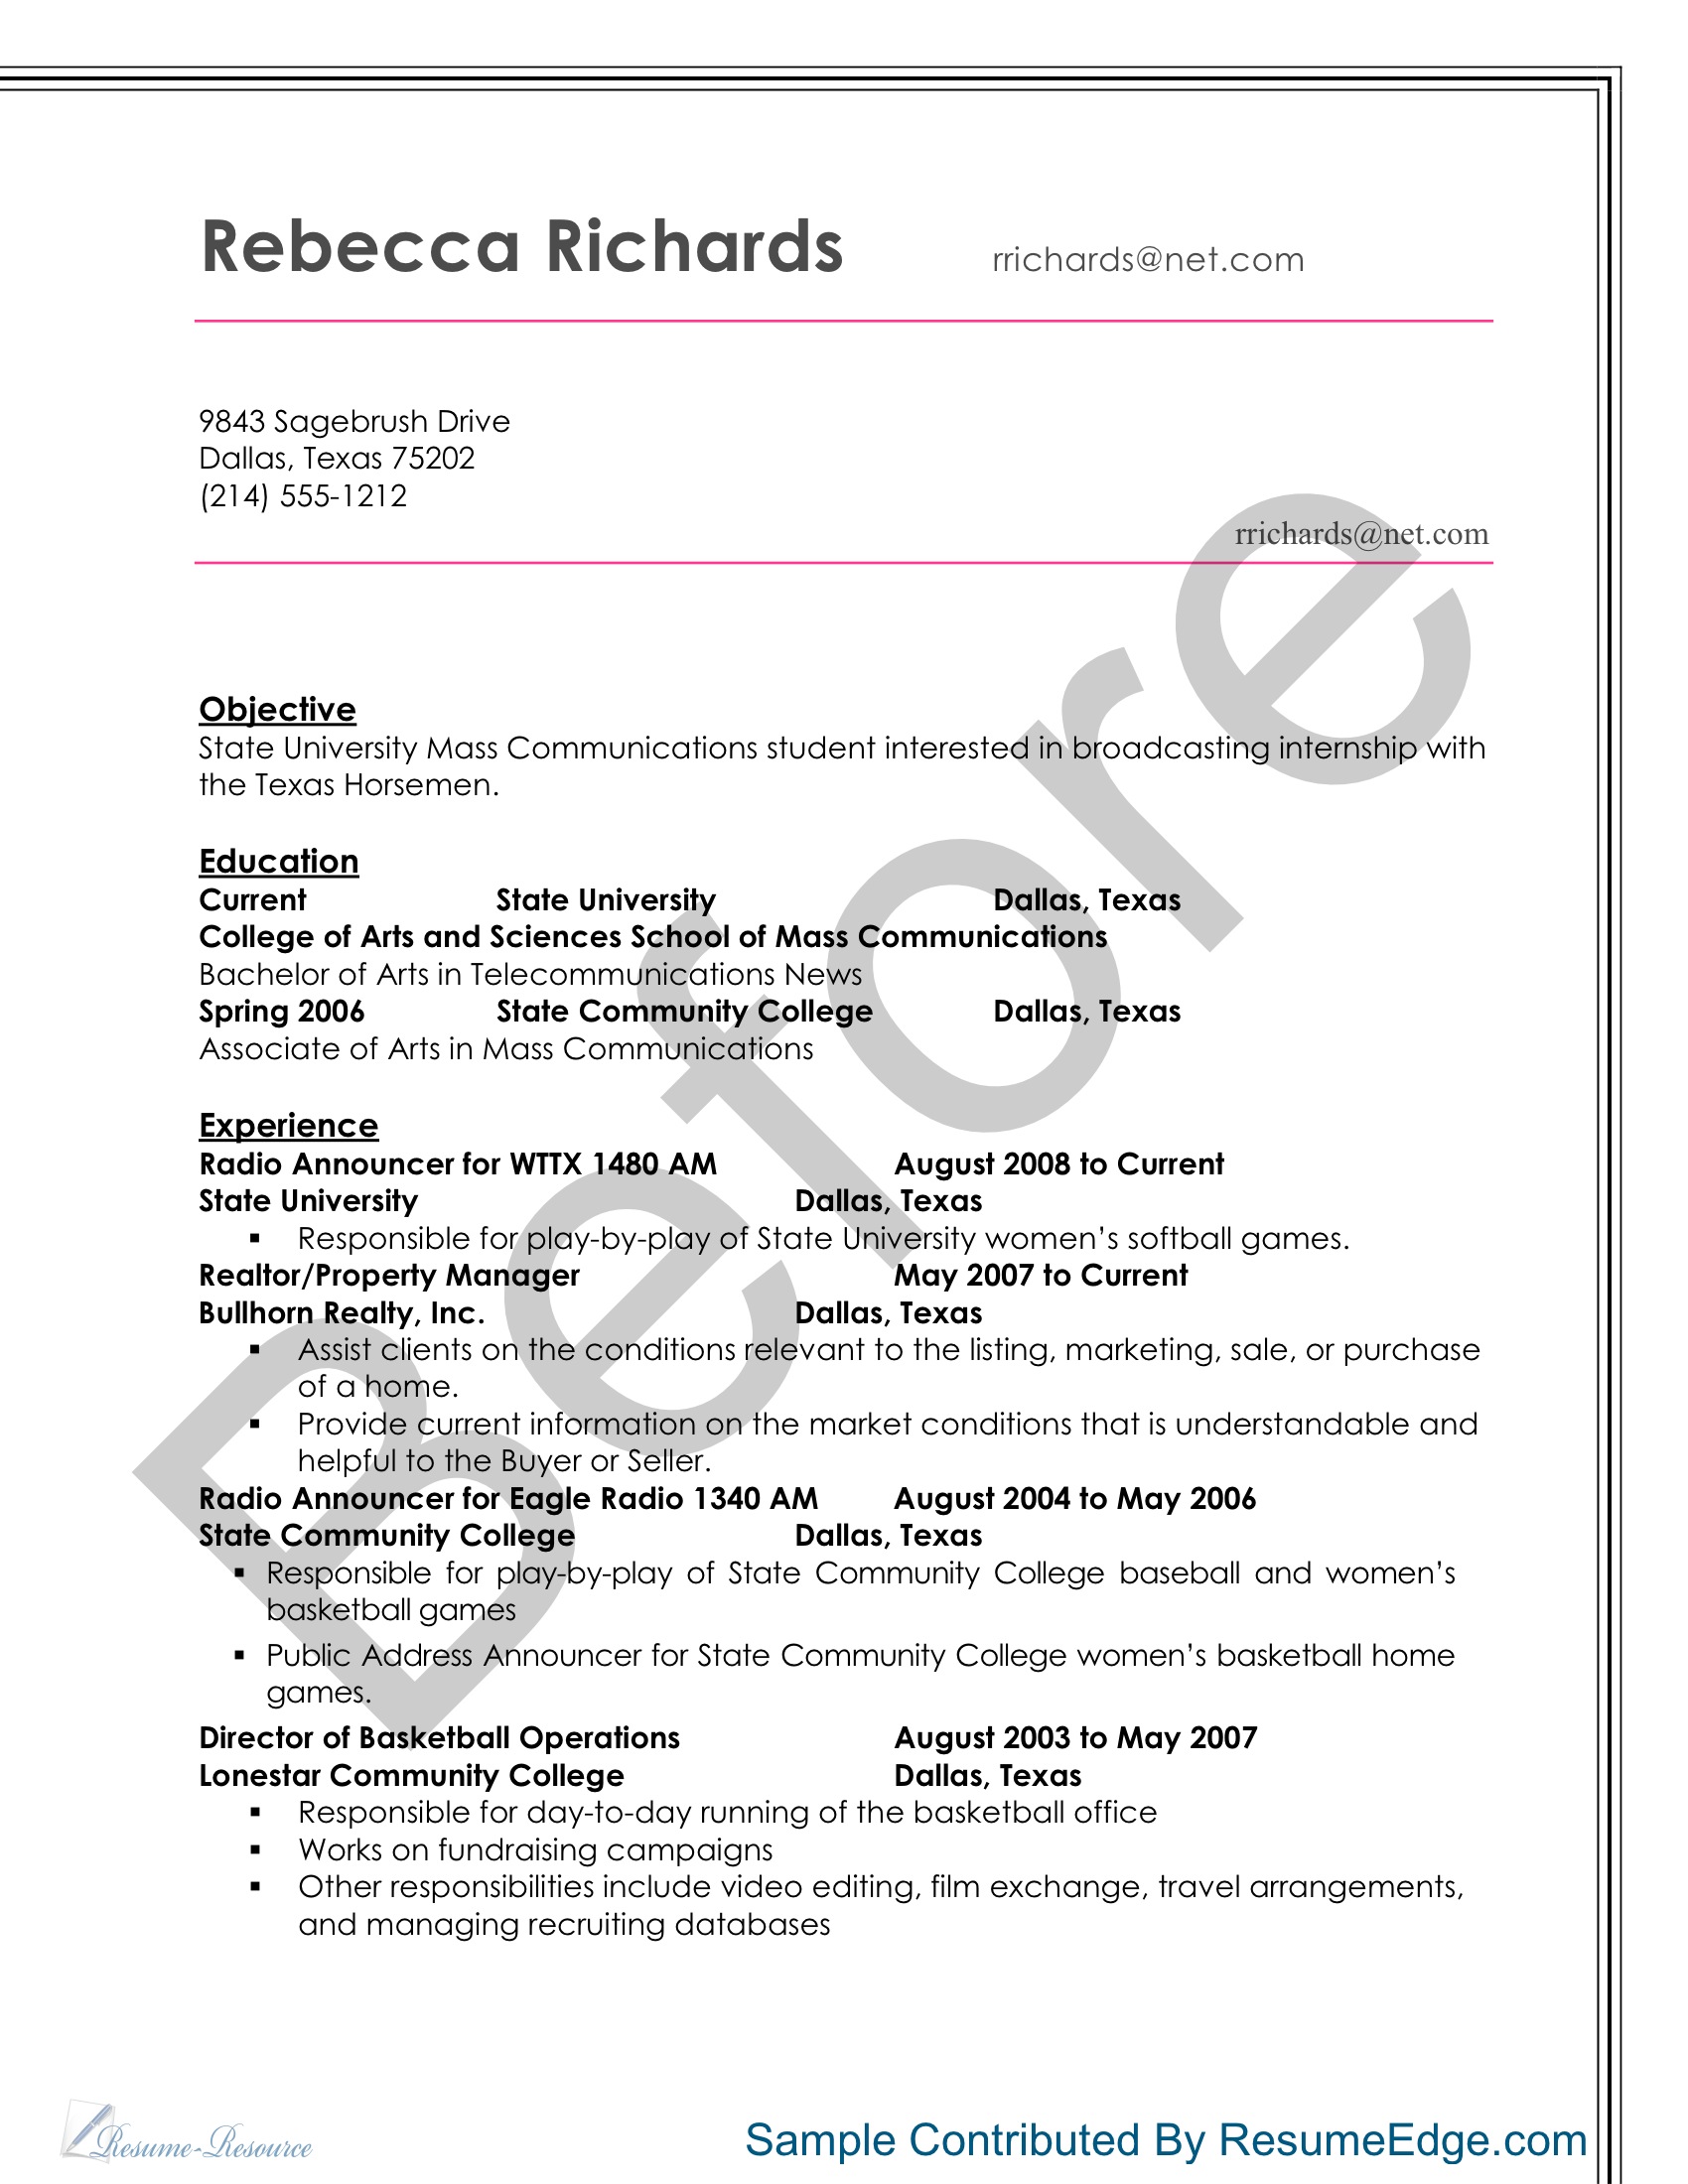 Rebecca Richards rrichards@net.com
9843 Sagebrush Drive
Dallas, Texas 75202
(214) 555-1212
rrichards@net.com
Objective
State University Mass Communications student interested in broadcasting internship with
the Texas Horsemen.
Education
Current State University Dallas, Texas
College of Arts and Sciences School of Mass Communications
Bachelor of Arts in Telecommunications News
Spring 2006 State Community College Dallas, Texas
Associate of Arts in Mass Communications
Experience
Radio Announcer for WTTX 1480 AM August 2008 to Current
State University Dallas, Texas
▪ Responsible for play-by-play of State University women’s softball games.
Realtor/Property Manager May 2007 to Current
Bullhorn Realty, Inc. Dallas, Texas
▪ Assist clients on the conditions relevant to the listing, marketing, sale, or purchase
of a home.
▪ Provide current information on the market conditions that is understandable and
helpful to the Buyer or Seller.
Radio Announcer for Eagle Radio 1340 AM August 2004 to May 2006
State Community College Dallas, Texas
▪ Responsible for play-by-play of State Community College baseball and women’s
basketball games
▪ Public Address Announcer for State Community College women’s basketball home
games.
Director of Basketball Operations August 2003 to May 2007
Lonestar Community College Dallas, Texas
▪ Responsible for day-to-day running of the basketball office
▪ Works on fundraising campaigns
▪ Other responsibilities include video editing, film exchange, travel arrangements,
and managing recruiting databases
Before
Resume-Resource
Sample Contributed By ResumeEdge.com